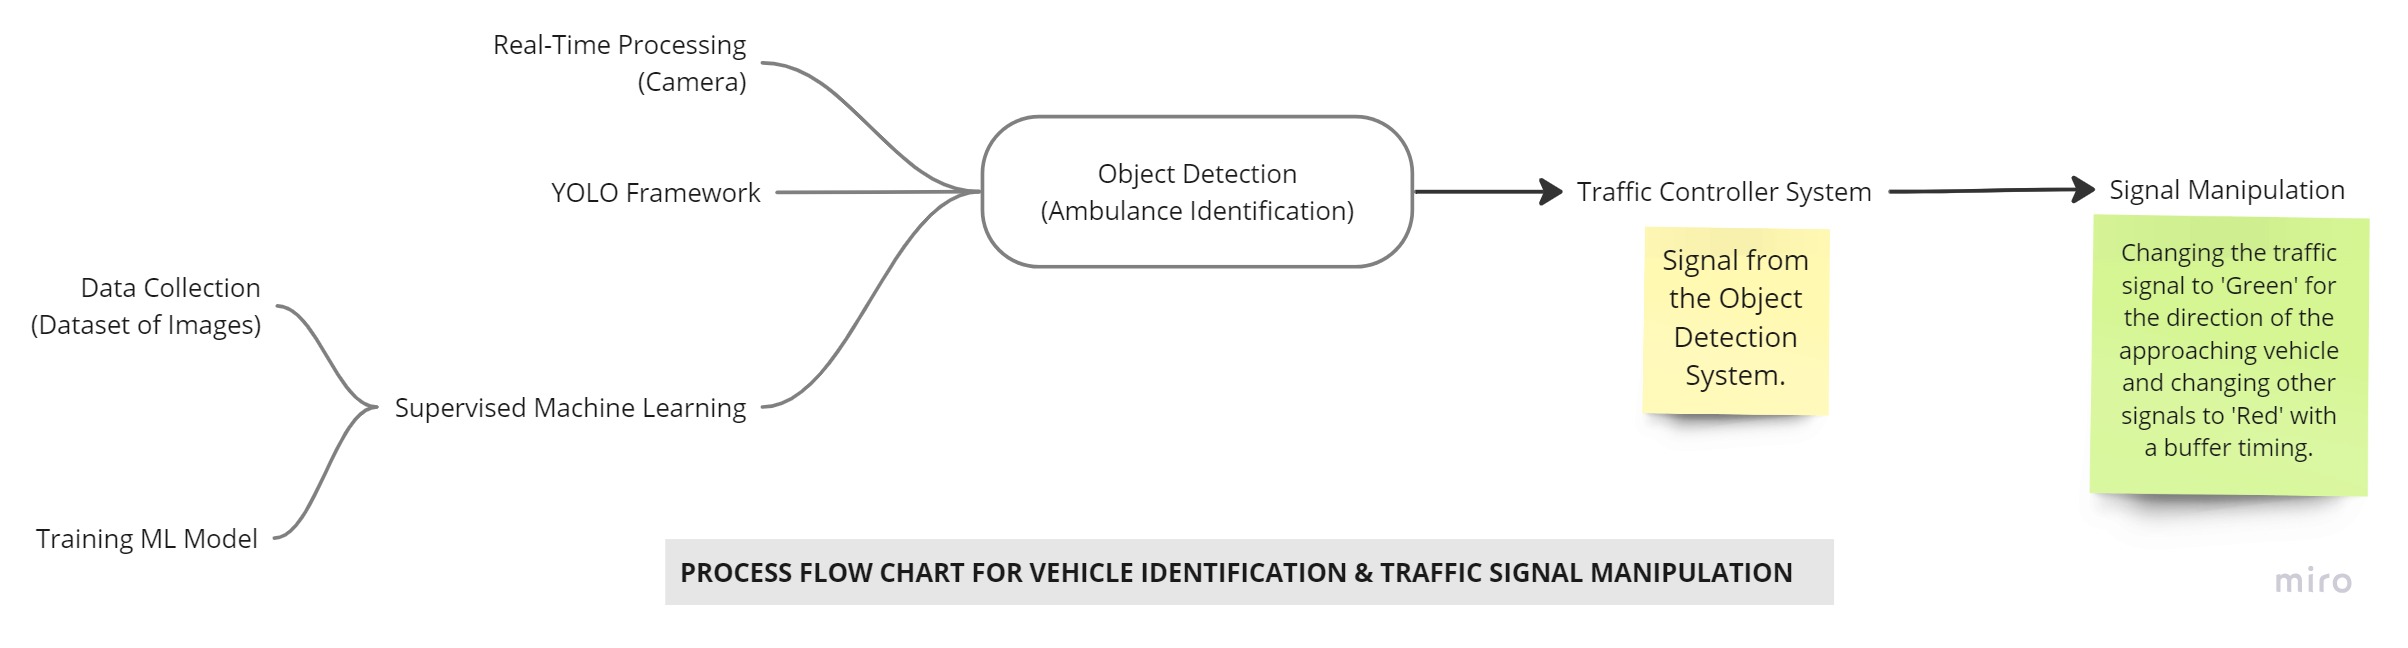 Real-Time Processing
(Camera)
YOLO Framework
Data Collection
(Dataset of Images)
Supervised Machine Learning
Training ML Model
Object Detection
(Ambulance Identification)
Traffic Controller System
Signal from
the Object
Detection
System.
Signal Manipulation
Changing the traffic
signal to 'Green' for
the direction of the
approaching vehicle
and changing other
signals to 'Red' with
a buffer timing.
PROCESS FLOW CHART FOR VEHICLE IDENTIFICATION & TRAFFIC SIGNAL MANIPULATION
miro